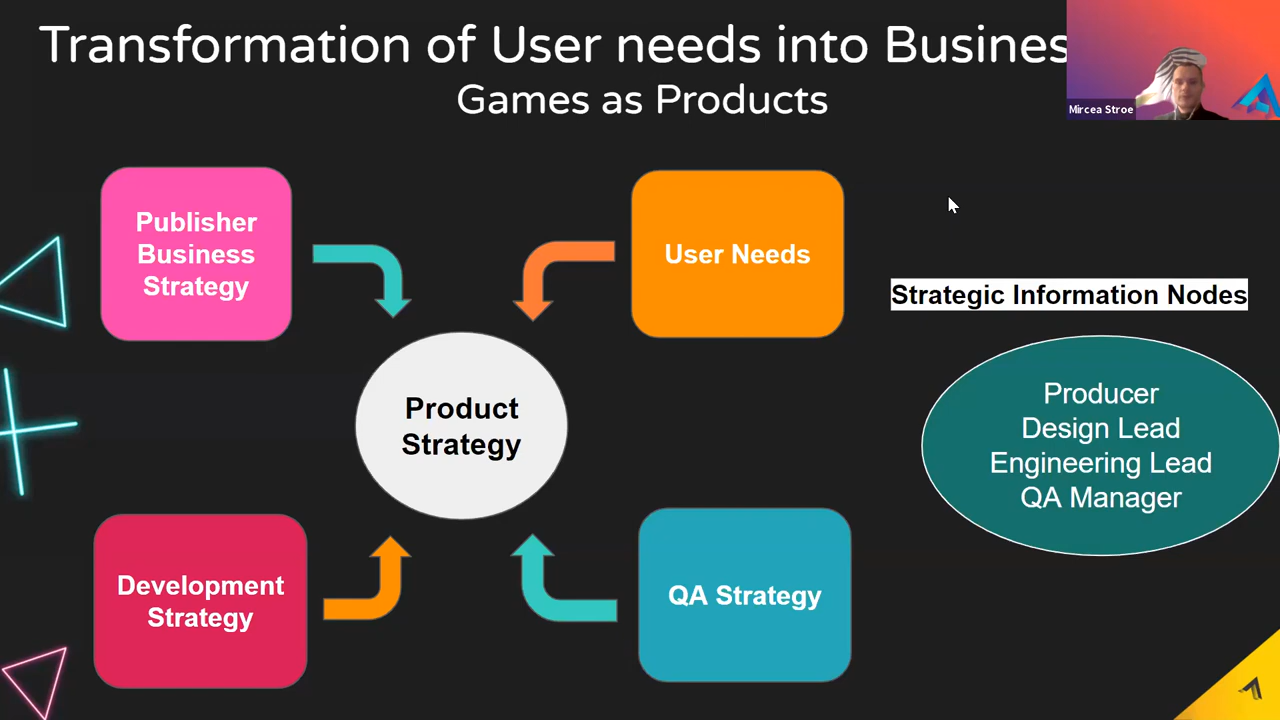 Transformation of User needs into Busines
Games as Products
Mircea Stroe
Publisher
Business
Strategy
User Needs
Strategic Information Nodes
Product
Strategy
Producer
Design Lead
Engineering Lead
QA Manager
Development
Strategy
QA Strategy